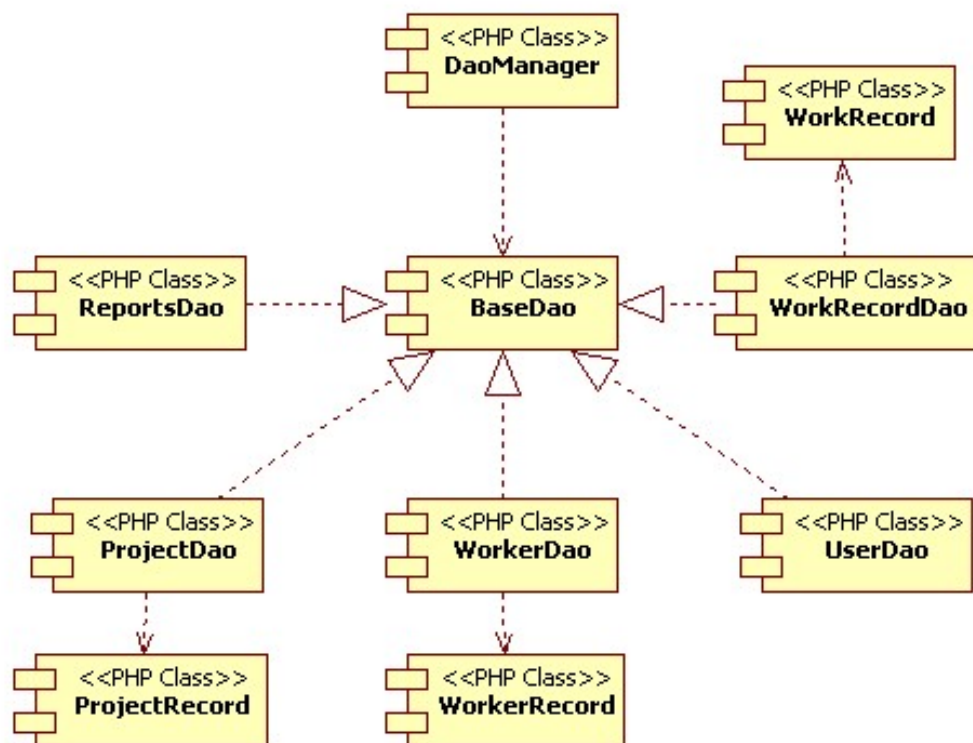 <<PHP Class>>
DaoManager
<<PHP Class>>
WorkRecord
<<PHP Class>>
ReportsDao
<<PHP Class>>
BaseDao
<<PHP Class>>
WorkRecordDao
<<PHP Class>>
ProjectDao
<<PHP Class>>
WorkerDao
<<PHP Class>>
UserDao
<<PHP Class>>
ProjectRecord
<<PHP Class>>
WorkerRecord